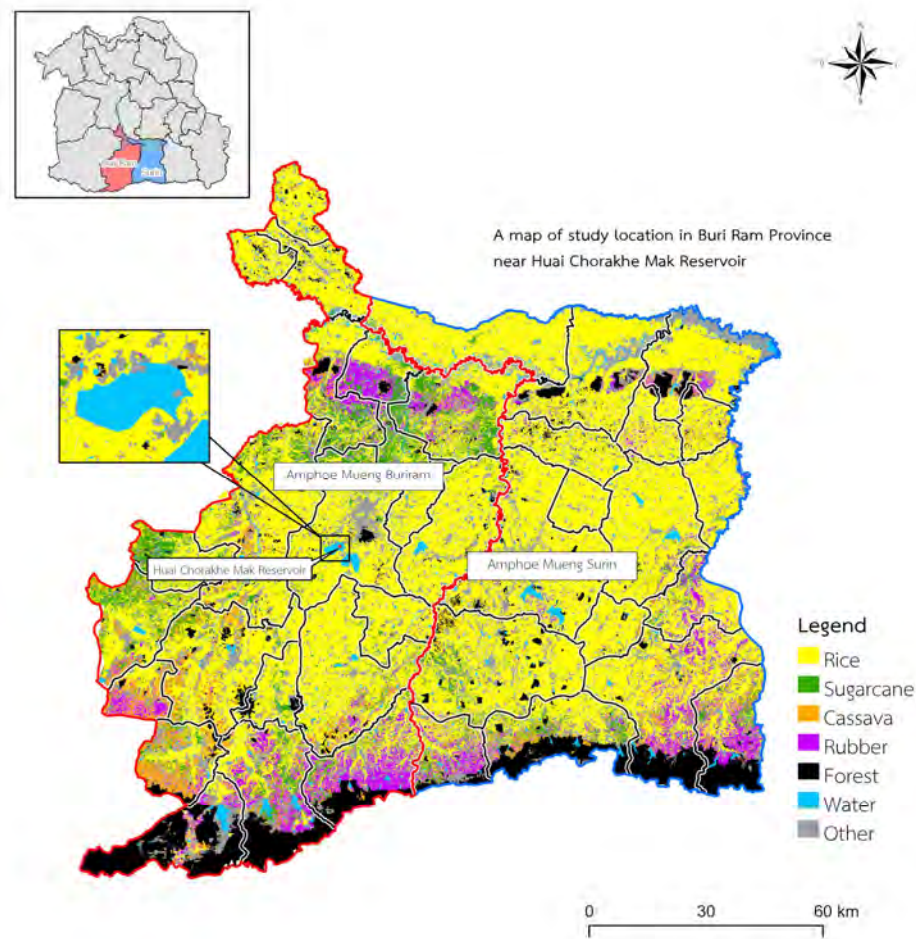 A map of study location in Buri Ram Province
near Huai Chorakhe Mak Reservoir
Amphoe Mueng Buriram
Huai Chorakhe Mak Reservoir
Amphoe Mueng Surin
Legend
Rice
Sugarcane
Cassava
Rubber
Forest
Water
Other
0 30 60 km